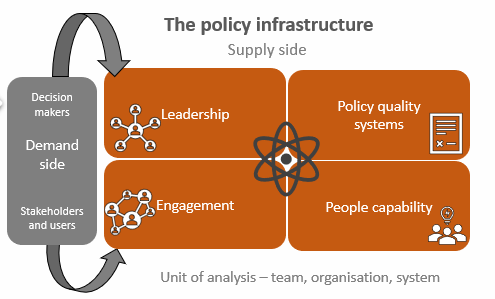 The policy infrastructure
Supply side
Decision
makers
Demand
side
Stakeholders
and users
Leadership
Policy quality
systems
Engagement
People capability
Unit of analysis – team, organisation, system